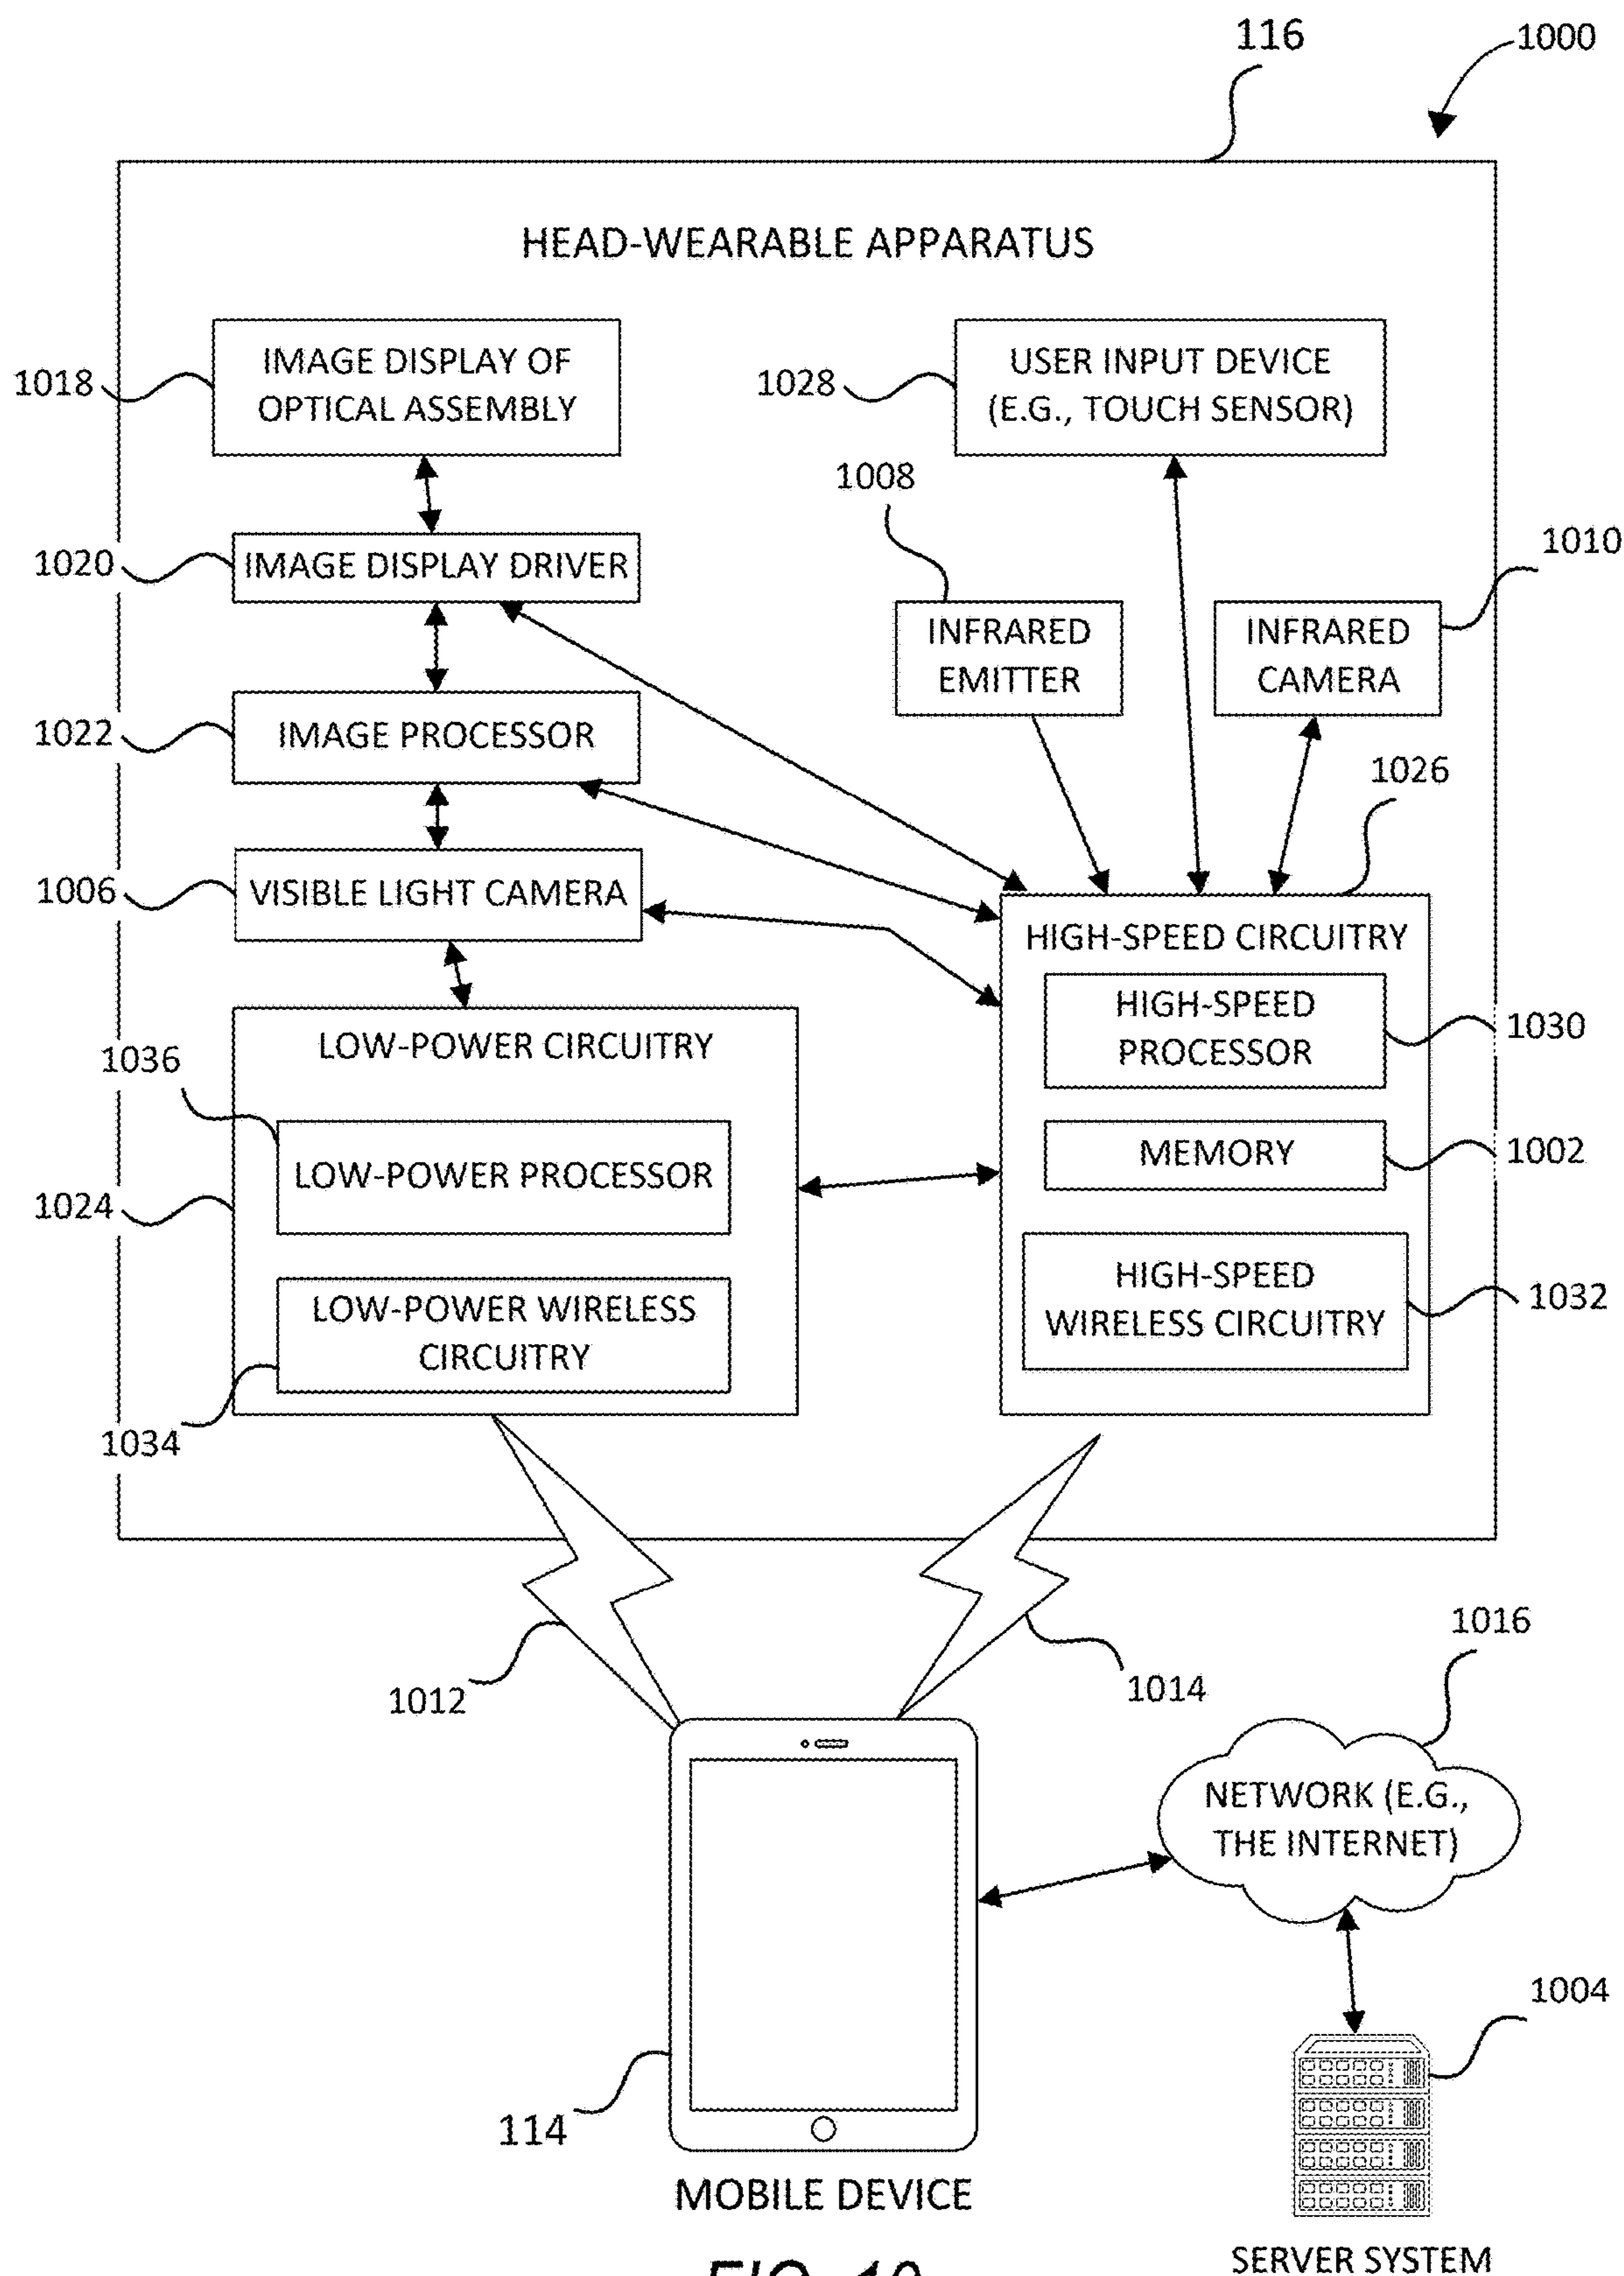 116
1000
HEAD-WEARABLE APPARATUS
IMAGE DISPLAY OF
OPTICAL ASSEMBLY
1018
USER INPUT DEVICE
(E.G., TOUCH SENSOR)
1028
1008
1010
1020
IMAGE DISPLAY DRIVER
INFRARED
EMITTER
INFRARED
CAMERA
1022
IMAGE PROCESSOR
1026
1006
VISIBLE LIGHT CAMERA
HIGH-SPEED CIRCUITRY
HIGH-SPEED
PROCESSOR
1030
LOW-POWER CIRCUITRY
1036
MEMORY
1002
LOW-POWER PROCESSOR
1024
HIGH-SPEED
WIRELESS CIRCUITRY
1032
LOW-POWER WIRELESS
CIRCUITRY
1034
1012
1014
1016
NETWORK (E.G.,
THE INTERNET)
1004
114
MOBILE DEVICE
SERVER SYSTEM
FIG. 10